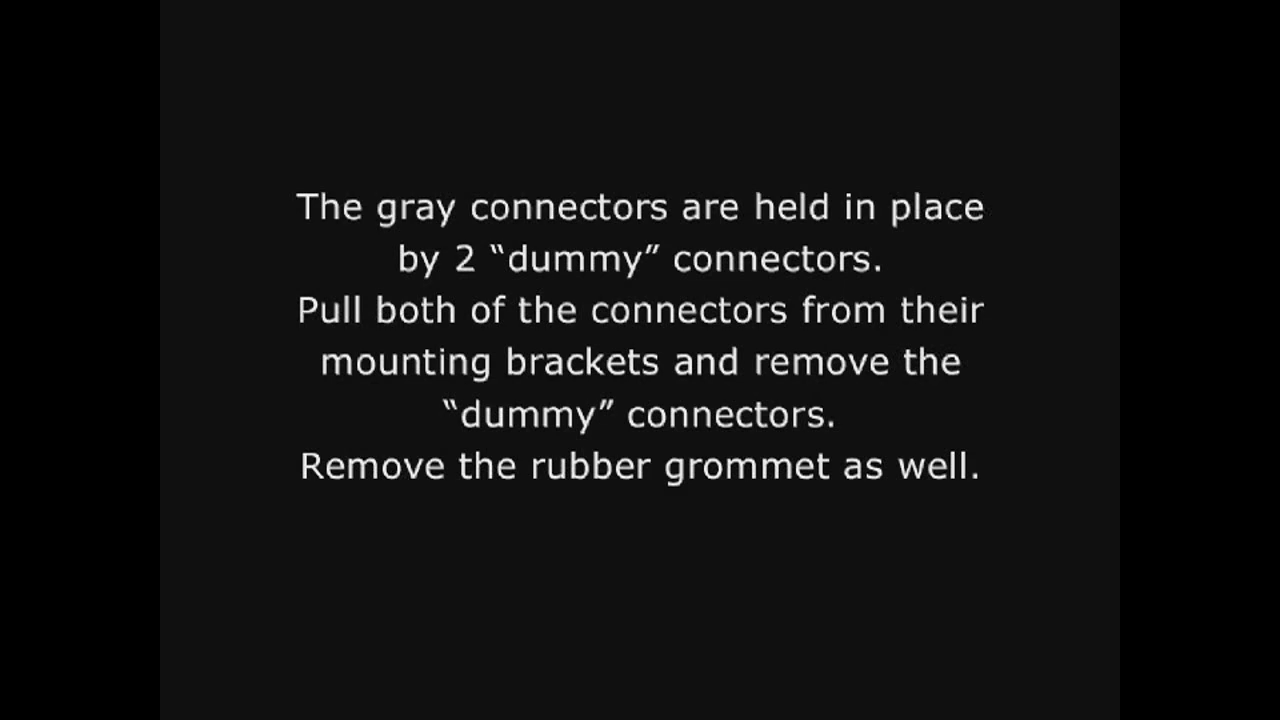 The gray connectors are held in place
by 2 “dummy” connectors.
Pull both of the connectors from their
mounting brackets and remove the
“dummy” connectors.
Remove the rubber grommet as well.